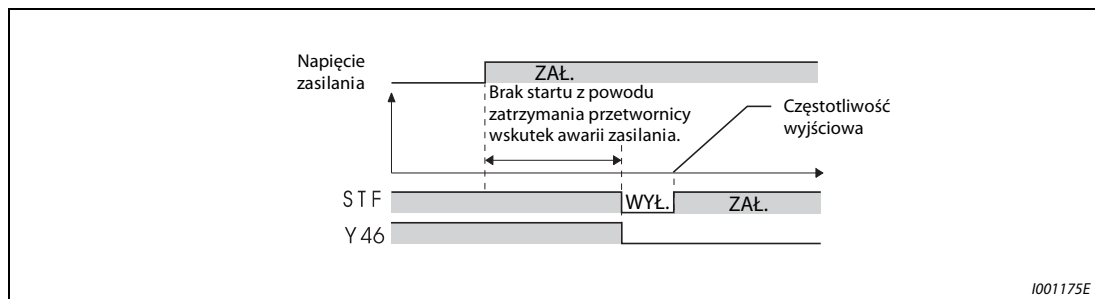 Napięcie
zasilania
ZAŁ.
Brak startu z powodu
zatrzymania przetwornicy
wskutek awarii zasilania.
Częstotliwość
wyjściowa
STF
WYŁ.
ZAŁ.
Y46
I001175E